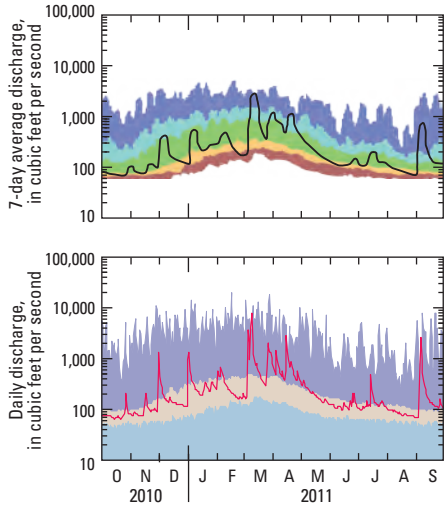 7-day average discharge,
in cubic feet per second
100,000
10,000
1,000
100
10
Daily discharge,
in cubic feet per second
100,000
10,000
1,000
100
10
O N D J F M A M J J A S
2010 2011